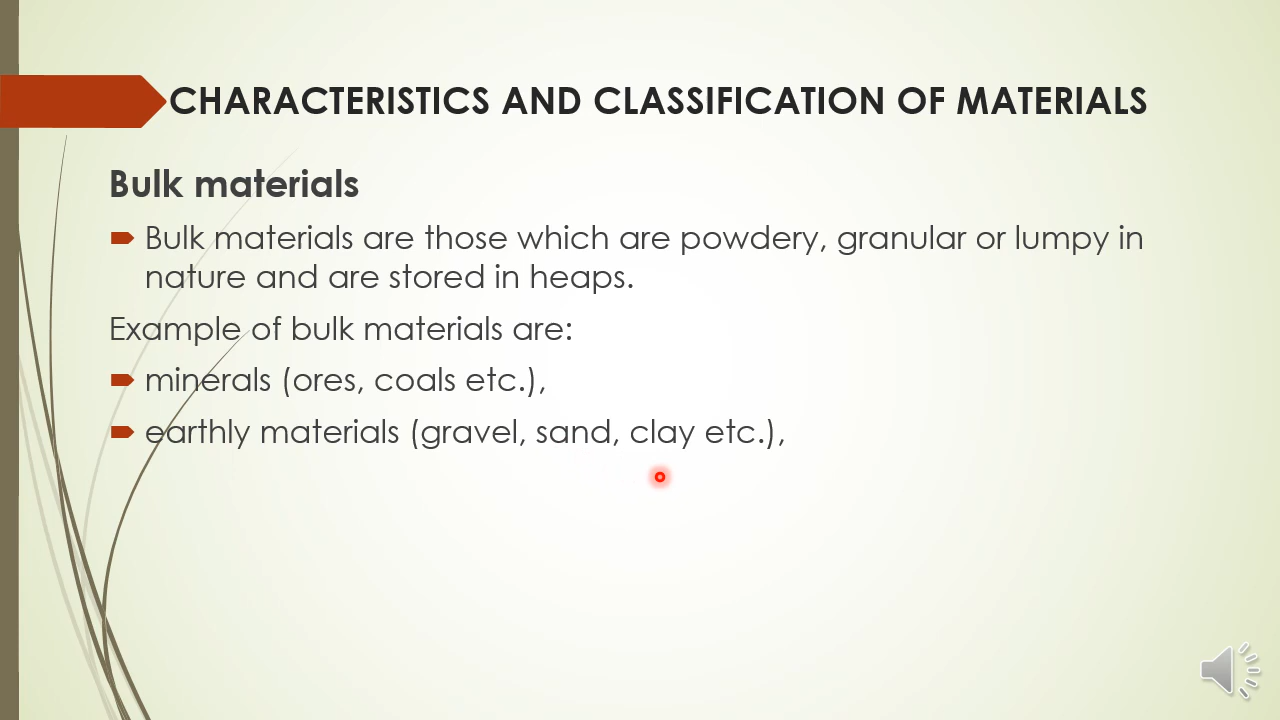 CHARACTERISTICS AND CLASSIFICATION OF MATERIALS
Bulk materials
Bulk materials are those which are powdery, granular or lumpy in
nature and are stored in heaps.
Example of bulk materials are:
minerals (ores, coals etc.),
earthly materials (gravel, sand, clay etc.),